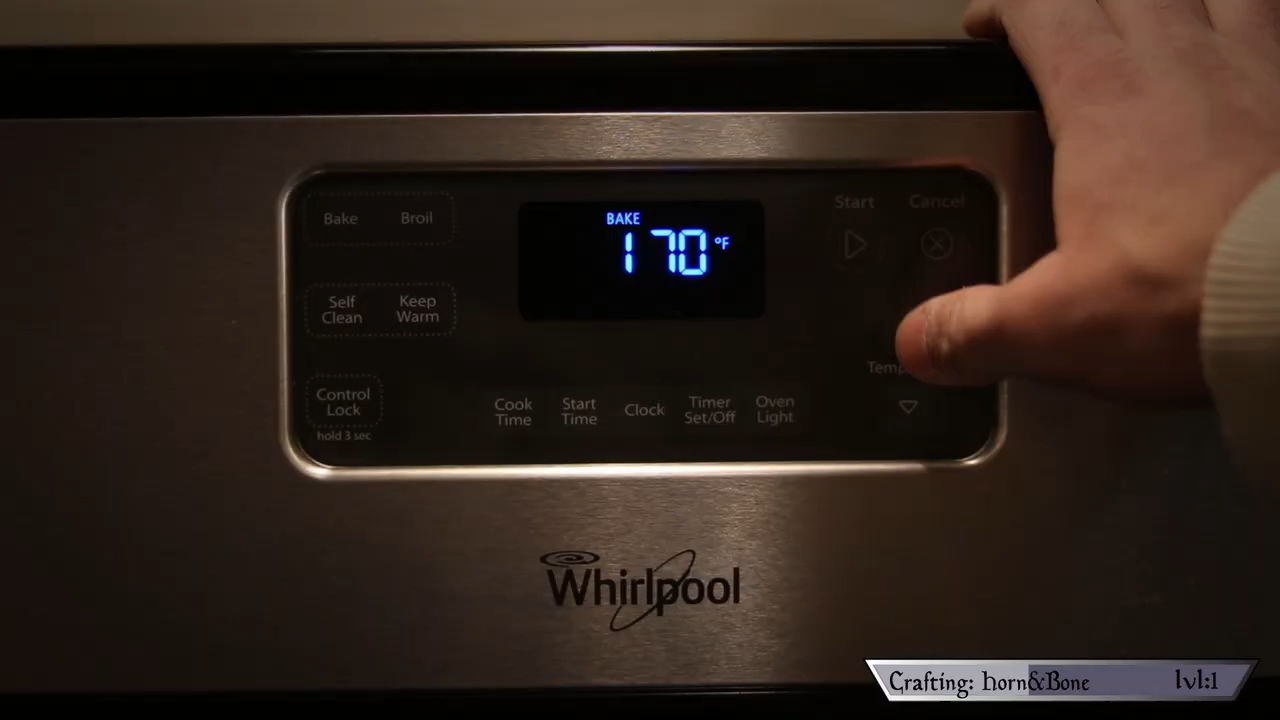 BAKE
170 °F
Bake Broil
Start Cancel
Self Clean
Keep Warm
Control Lock
hold 3 sec
Cook Time
Start Time
Clock
Timer Set/Off
Oven Light
Whirlpool
Crafting: Horn&Bone lvl:1